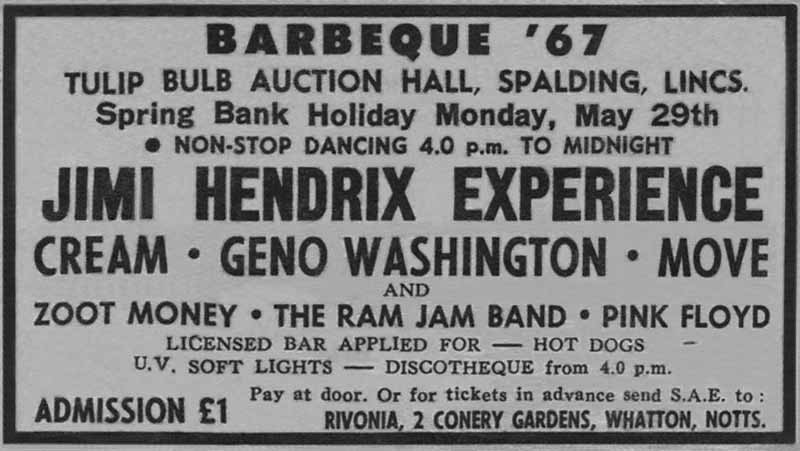 BARBEQUE '67
TULIP BULB AUCTION HALL, SPALDING, LINCS.
Spring Bank Holiday Monday, May 29th
● NON-STOP DANCING 4.0 p.m. TO MIDNIGHT
JIMI HENDRIX EXPERIENCE
CREAM • GENO WASHINGTON • MOVE
AND
ZOOT MONEY • THE RAM JAM BAND • PINK FLOYD
LICENSED BAR APPLIED FOR — HOT DOGS –
U.V. SOFT LIGHTS — DISCOTHEQUE from 4.0 p.m.
ADMISSION £1
Pay at door. Or for tickets in advance send S.A.E. to :
RIVONIA, 2 CONERY GARDENS, WHATTON, NOTTS.